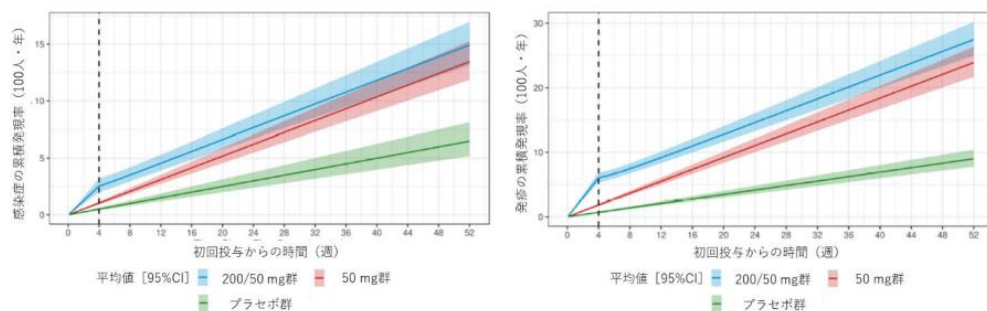 感染症の累積発現率（100人・年）
15
10
5
0
0 4 8 12 16 20 24 28 32 36 40 44 48 52
初回投与からの時間（週）
平均値［95%CI］ 200/50 mg群 50 mg群
プラセボ群
発疹の累積発現率（100人・年）
30
20
10
0
0 4 8 12 16 20 24 28 32 36 40 44 48 52
初回投与からの時間（週）
平均値［95%CI］ 200/50 mg群 50 mg群
プラセボ群